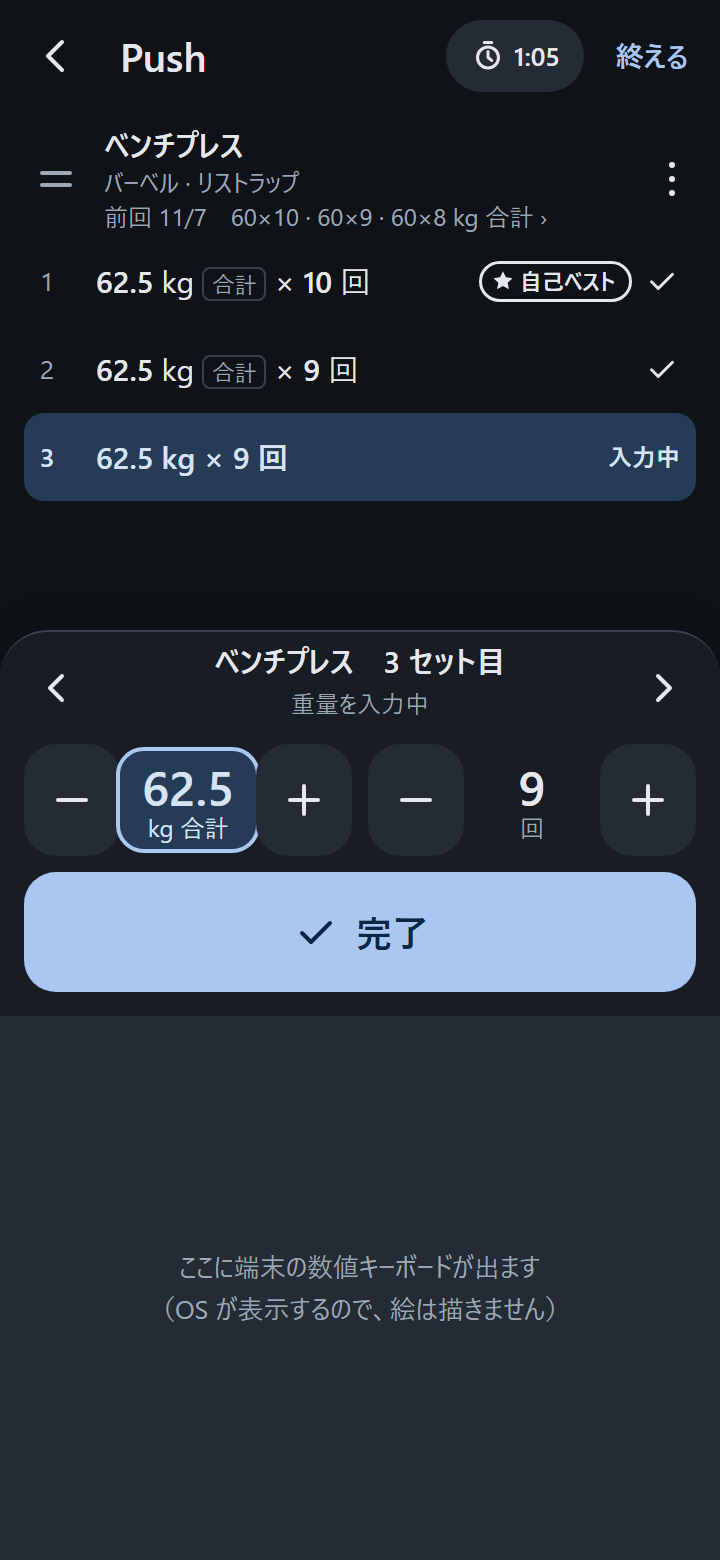 Push
1:05
終える
ベンチプレス
バーベル · リストラップ
前回 11/7 60×10 · 60×9 · 60×8 kg 合計 ›
1 62.5 kg 合計 × 10 回 ★ 自己ベスト ✓
2 62.5 kg 合計 × 9 回 ✓
3 62.5 kg × 9 回 入力中
ベンチプレス 3 セット目
重量を入力中
− 62.5 + − 9 +
kg 合計 回
✓ 完了
ここに端末の数値キーボードが出ます
（OS が表示するので、絵は描きません）